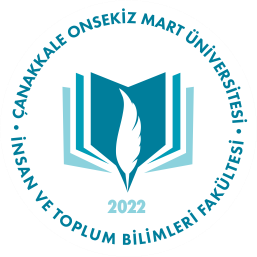 • ÇANAKKALE ONSEKİZ MART ÜNİVERSİTESİ •
İNSAN VE TOPLUM BİLİMLERİ FAKÜLTESİ
2022